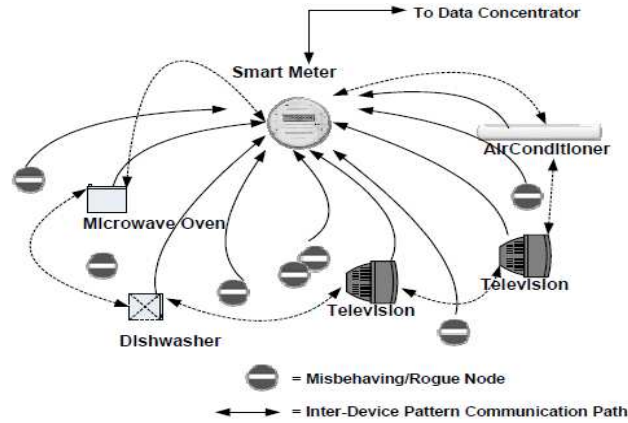 To Data Concentrator
Smart Meter
AirConditioner
Microwave Oven
Television
Television
Dishwasher
= Misbehaving/Rogue Node
= Inter-Device Pattern Communication Path